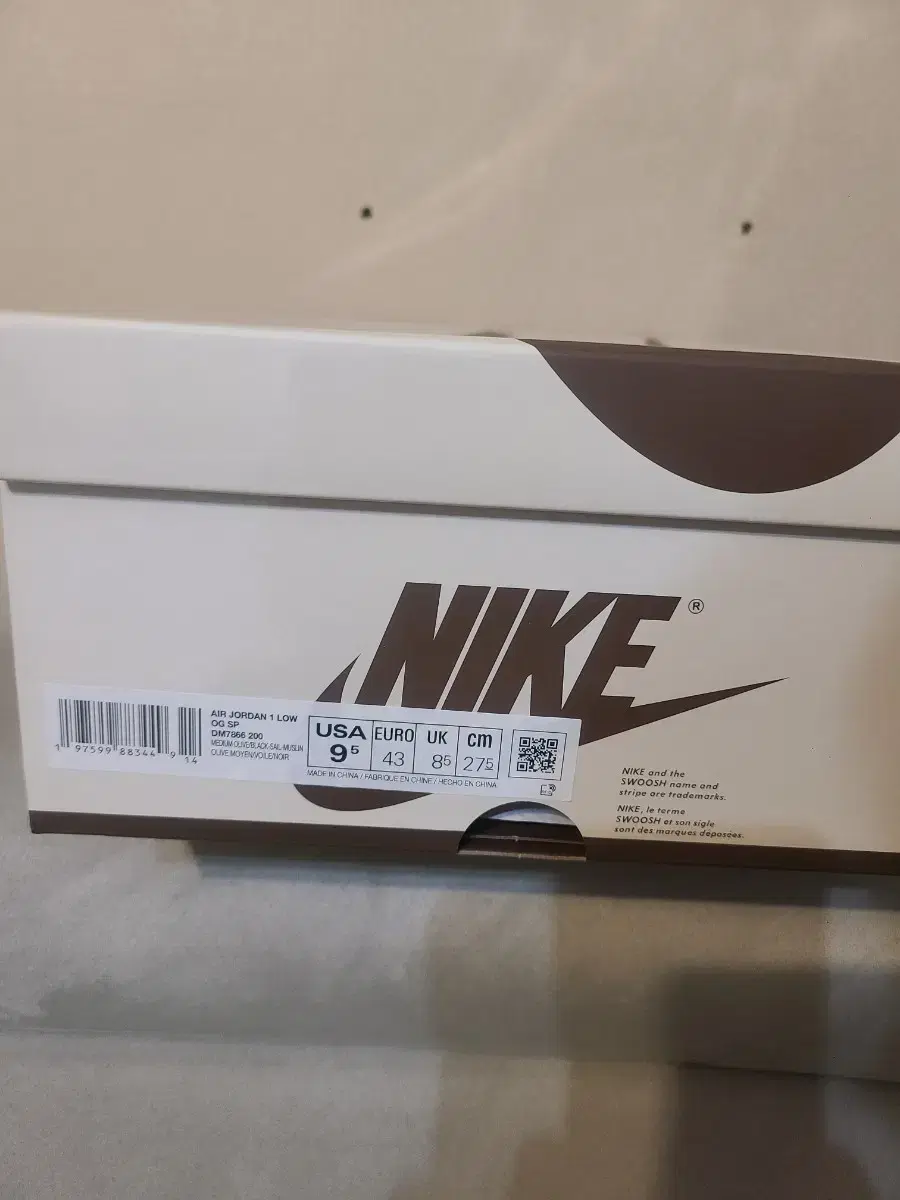 NIKE®
AIR JORDAN 1 LOW
OG SP
DM7866 200
MEDIUM OLIVE/BLACK-SAIL-MUSLIN
OLIVE MOYEN/VOILE/NOIR
1 97599 88344 9 14
USA EURO UK cm
9⁵ 43 8⁵ 27⁵
MADE IN CHINA / FABRIQUE EN CHINE / HECHO EN CHINA
NIKE and the
SWOOSH name and
stripe are trademarks.
NIKE, le terme
SWOOSH et son sigle
sont des marques déposées.